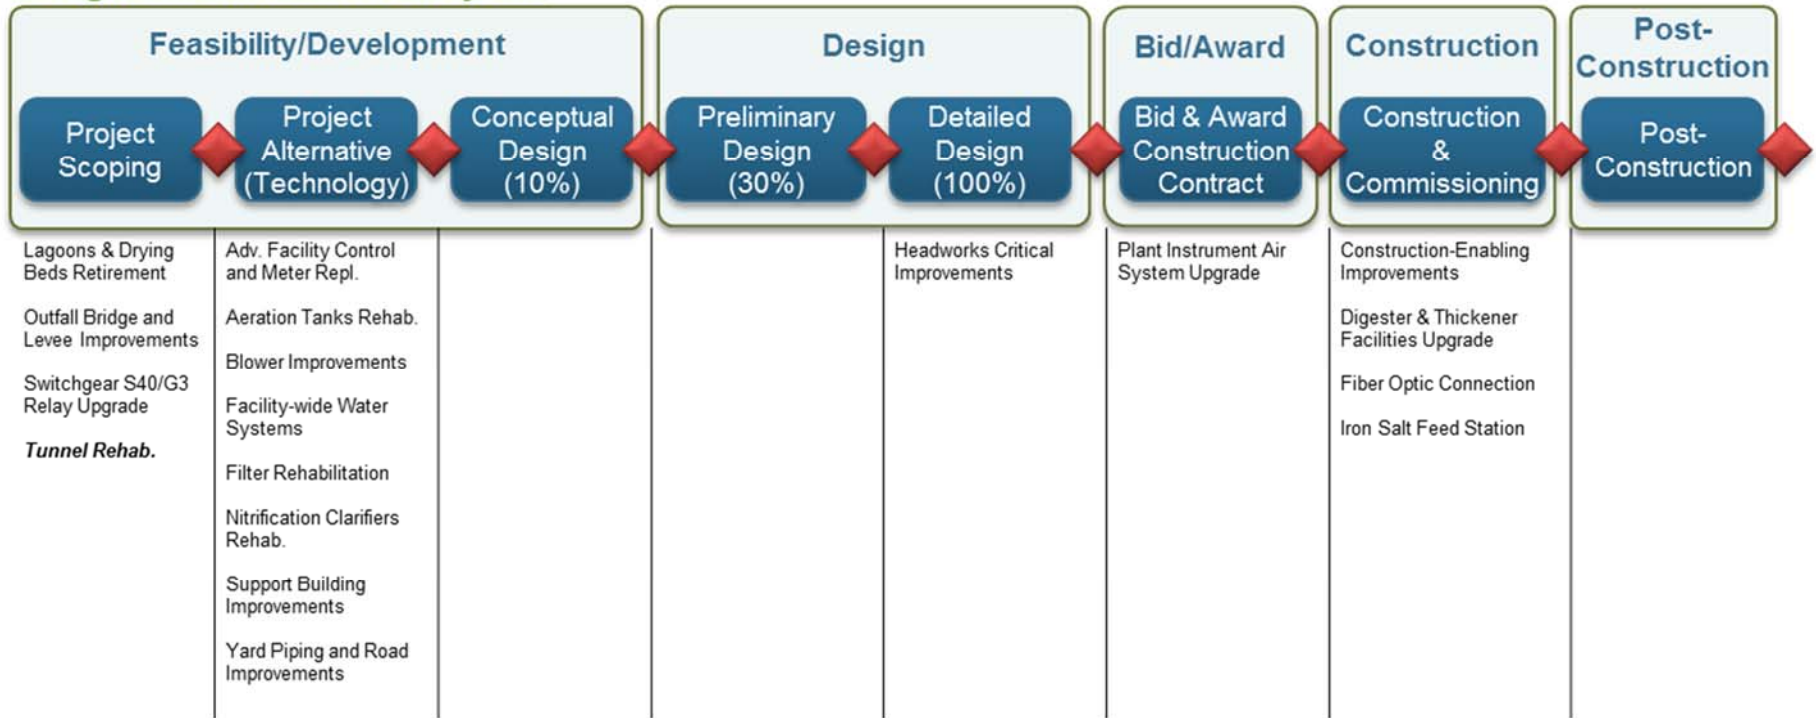 Feasibility/Development
Design
Bid/Award
Construction
Post-
Construction
Project
Scoping
Project
Alternative
(Technology)
Conceptual
Design
(10%)
Preliminary
Design
(30%)
Detailed
Design
(100%)
Bid & Award
Construction
Contract
Construction
&
Commissioning
Post-
Construction
Lagoons & Drying
Beds Retirement
Outfall Bridge and
Levee Improvements
Switchgear S40/G3
Relay Upgrade
Tunnel Rehab.
Adv. Facility Control
and Meter Repl.
Aeration Tanks Rehab.
Blower Improvements
Facility-wide Water
Systems
Filter Rehabilitation
Nitrification Clarifiers
Rehab.
Support Building
Improvements
Yard Piping and Road
Improvements
Headworks Critical
Improvements
Plant Instrument Air
System Upgrade
Construction-Enabling
Improvements
Digester & Thickener
Facilities Upgrade
Fiber Optic Connection
Iron Salt Feed Station